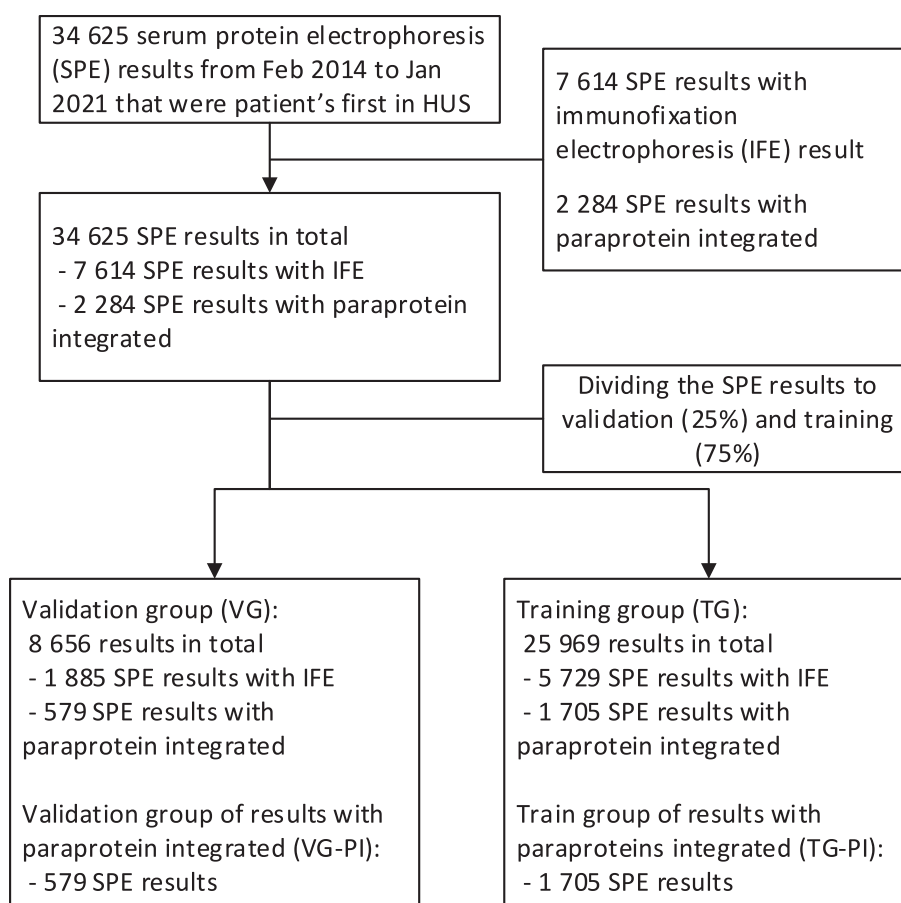 34 625 serum protein electrophoresis
(SPE) results from Feb 2014 to Jan
2021 that were patient's first in HUS
7 614 SPE results with
immunofixation
electrophoresis (IFE) result
2 284 SPE results with
paraprotein integrated
34 625 SPE results in total
- 7 614 SPE results with IFE
- 2 284 SPE results with paraprotein
integrated
Dividing the SPE results to
validation (25%) and training
(75%)
Validation group (VG):
8 656 results in total
- 1 885 SPE results with IFE
- 579 SPE results with
paraprotein integrated
Validation group of results with
paraprotein integrated (VG-PI):
- 579 SPE results
Training group (TG):
25 969 results in total
- 5 729 SPE results with IFE
- 1 705 SPE results with
paraprotein integrated
Train group of results with
paraproteins integrated (TG-PI):
- 1 705 SPE results